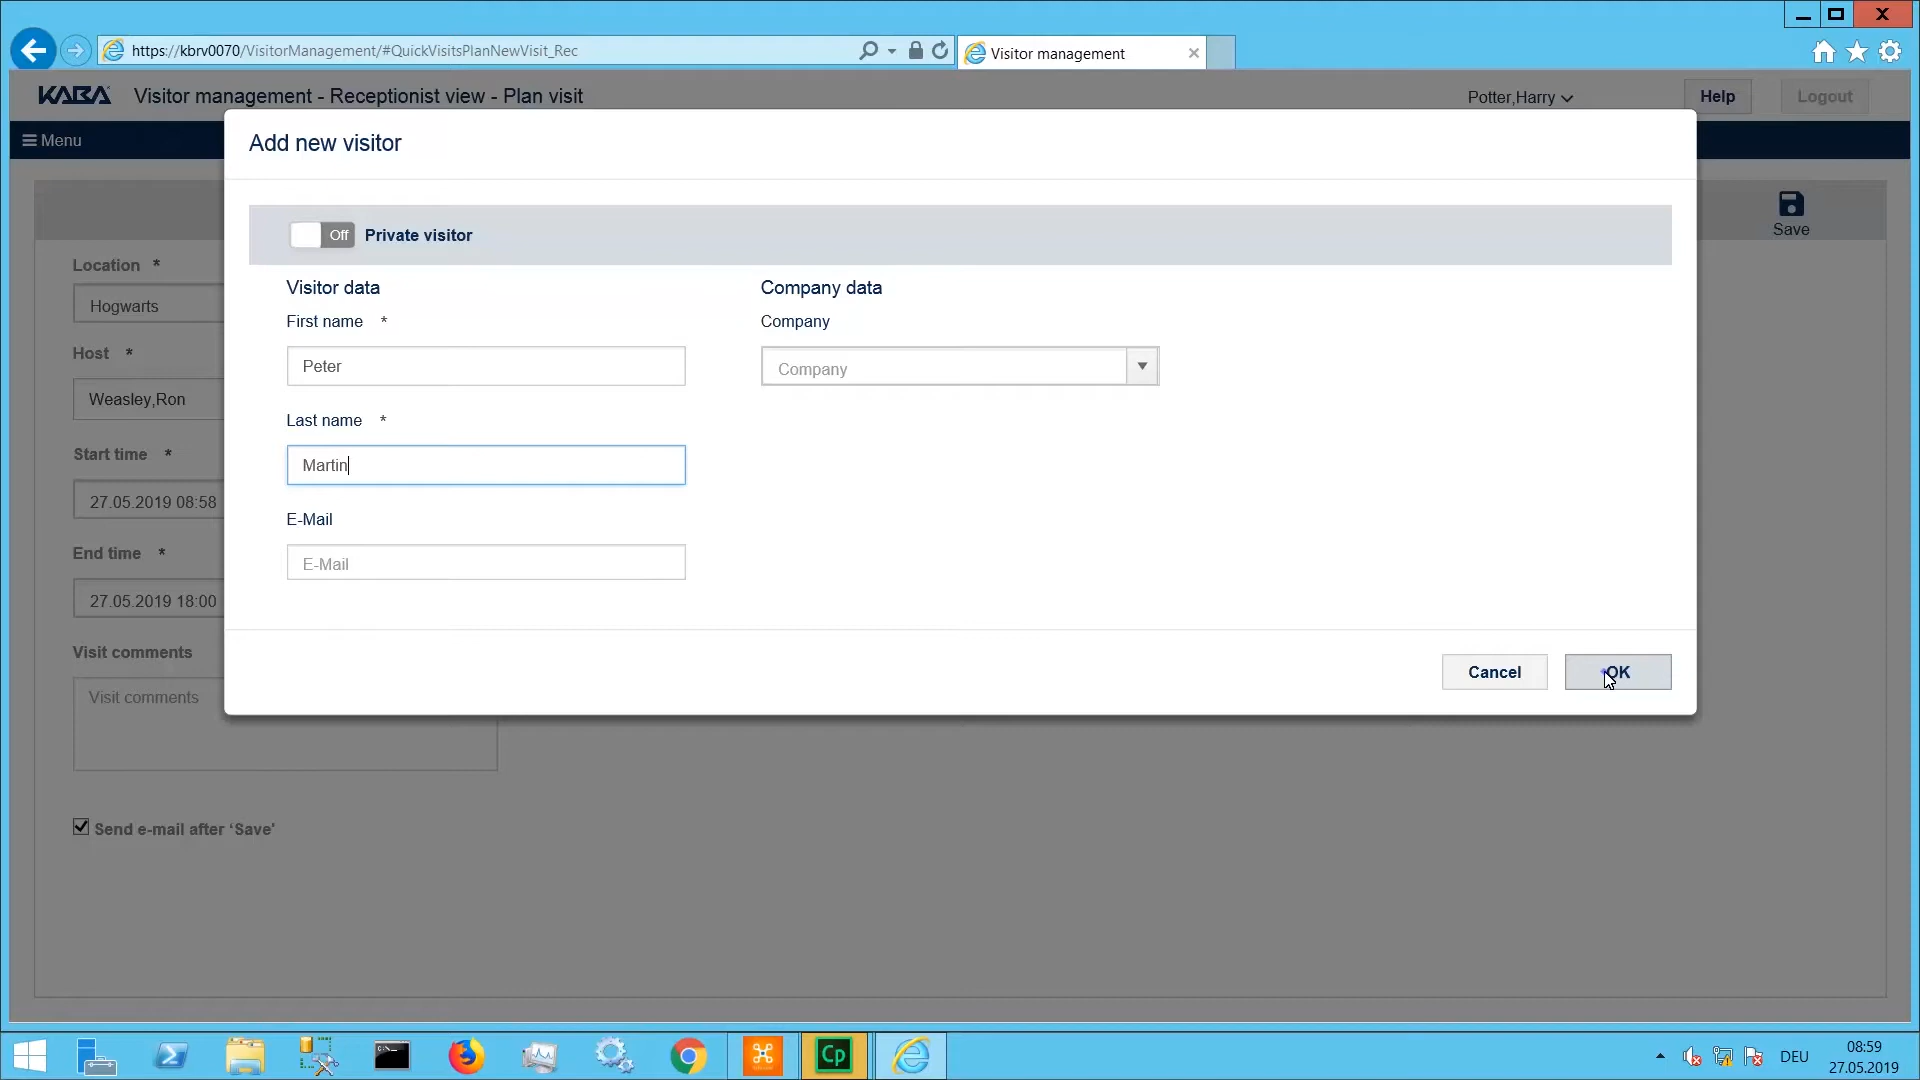 https://kbrv0070/VisitorManagement/#QuickVisitsPlanNewVisit_Rec
Visitor management
KABA
Visitor management - Receptionist view - Plan visit
Potter,Harry
Help
Logout
Menu
Add new visitor
Off
Private visitor
Save
Location *
Hogwarts
Host *
Weasley,Ron
Start time *
27.05.2019 08:58
End time *
27.05.2019 18:00
Visit comments
Visit comments
Send e-mail after ‘Save’
Visitor data
First name *
Peter
Last name *
Martin
E-Mail
E-Mail
Company data
Company
Company
Cancel
OK
Cp
DEU
08:59
27.05.2019